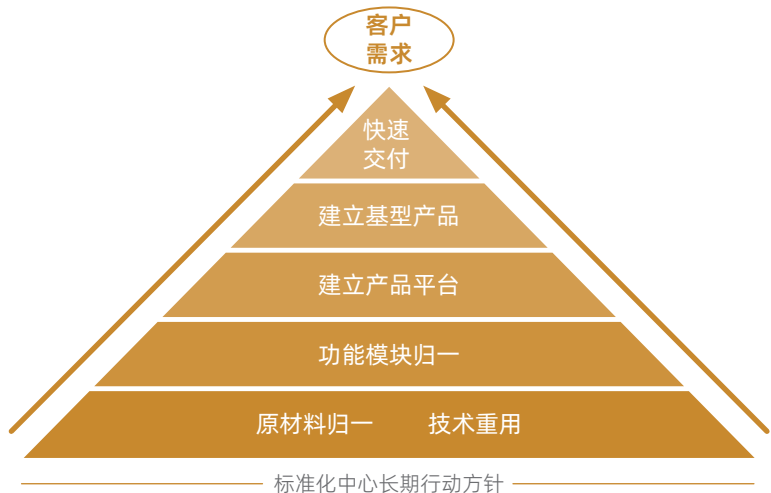 客户
需求
快速
交付
建立基型产品
建立产品平台
功能模块归一
原材料归一 技术重用
标准化中心长期行动方针